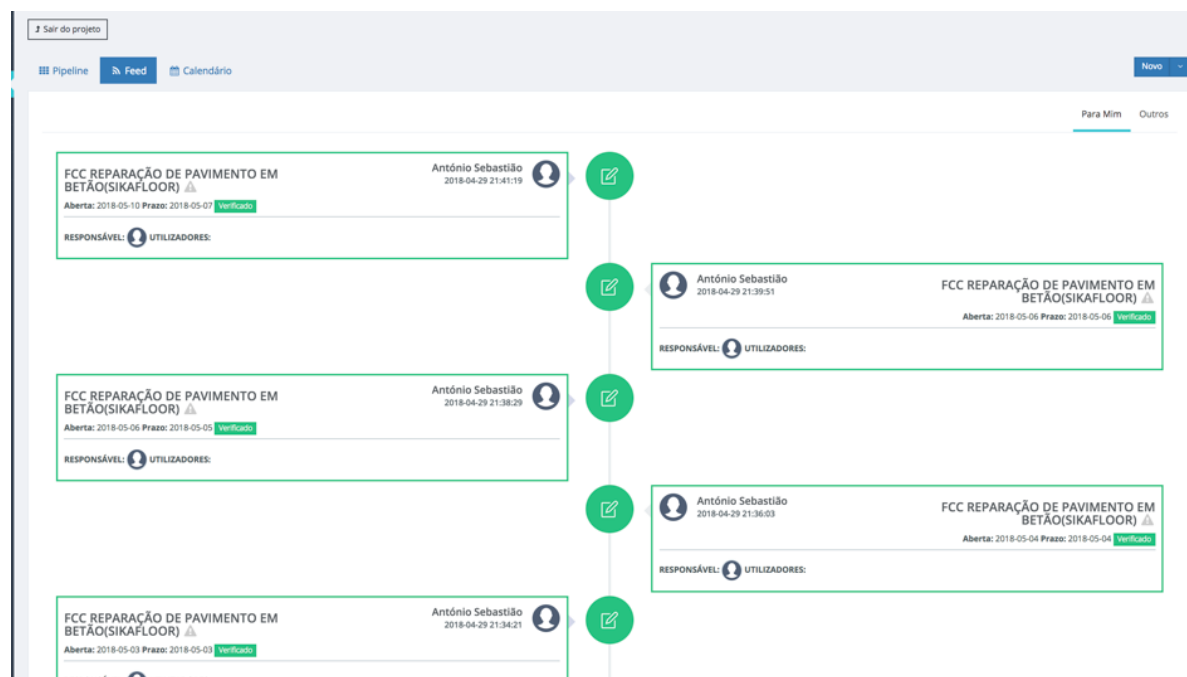 Sair do projeto
Pipeline Feed Calendário
Novo
Para Mim Outros
FCC REPARAÇÃO DE PAVIMENTO EM
BETÃO(SIKAFLOOR)
António Sebastião
2018-04-29 21:41:19
Aberta: 2018-05-10 Prazo: 2018-05-07 Verificado
RESPONSÁVEL: UTILIZADORES:
António Sebastião
2018-04-29 21:39:51
FCC REPARAÇÃO DE PAVIMENTO EM
BETÃO(SIKAFLOOR)
Aberta: 2018-05-06 Prazo: 2018-05-06 Verificado
RESPONSÁVEL: UTILIZADORES:
FCC REPARAÇÃO DE PAVIMENTO EM
BETÃO(SIKAFLOOR)
António Sebastião
2018-04-29 21:38:29
Aberta: 2018-05-06 Prazo: 2018-05-05 Verificado
RESPONSÁVEL: UTILIZADORES:
António Sebastião
2018-04-29 21:36:03
FCC REPARAÇÃO DE PAVIMENTO EM
BETÃO(SIKAFLOOR)
Aberta: 2018-05-04 Prazo: 2018-05-04 Verificado
RESPONSÁVEL: UTILIZADORES:
FCC REPARAÇÃO DE PAVIMENTO EM
BETÃO(SIKAFLOOR)
António Sebastião
2018-04-29 21:34:21
Aberta: 2018-05-03 Prazo: 2018-05-03 Verificado